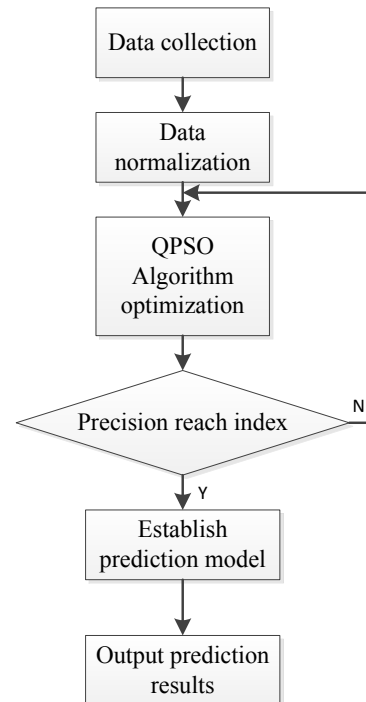 Data collection
Data
normalization
QPSO
Algorithm
optimization
Precision reach index
N
Y
Establish
prediction model
Output prediction
results